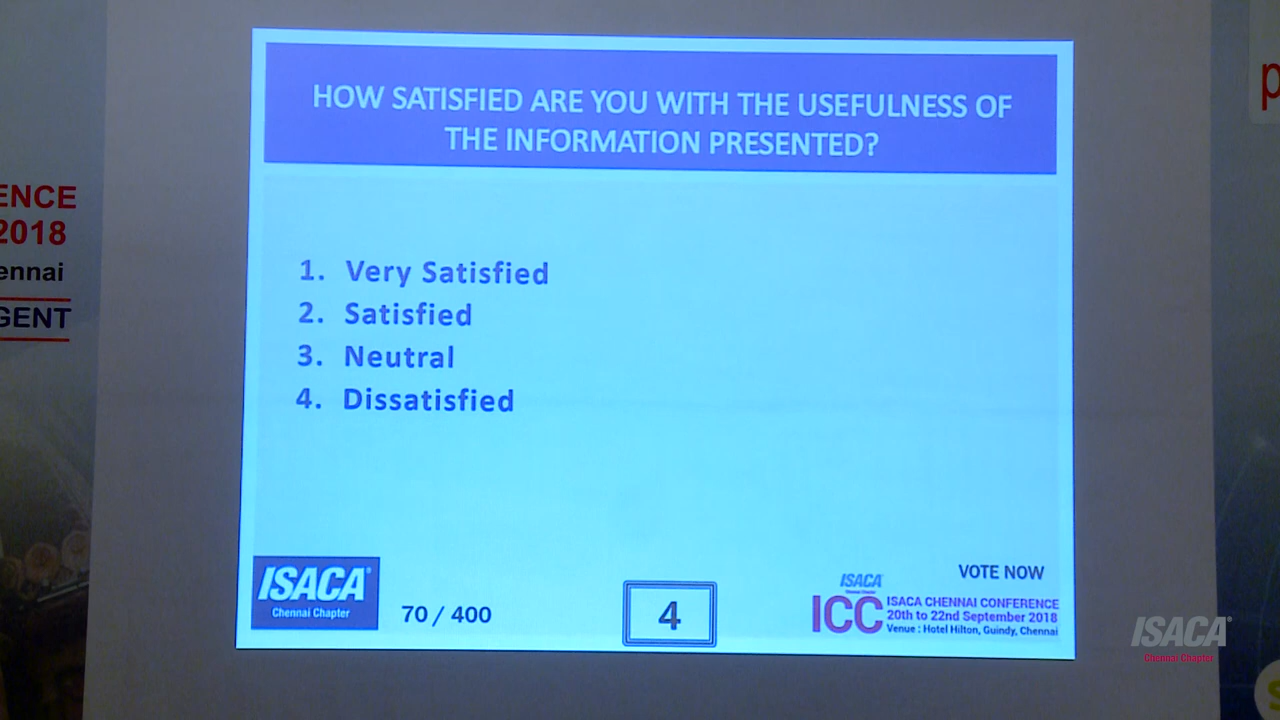 HOW SATISFIED ARE YOU WITH THE USEFULNESS OF
THE INFORMATION PRESENTED?
1. Very Satisfied
2. Satisfied
3. Neutral
4. Dissatisfied
ISACA
Chennai Chapter
70 / 400
4
VOTE NOW
ISACA
Chennai Chapter
ICC
ISACA CHENNAI CONFERENCE
20th to 22nd September 2018
Venue : Hotel Hilton, Guindy, Chennai
ENCE
2018
ennai
GENT
p
ISACA®
Chennai Chapter